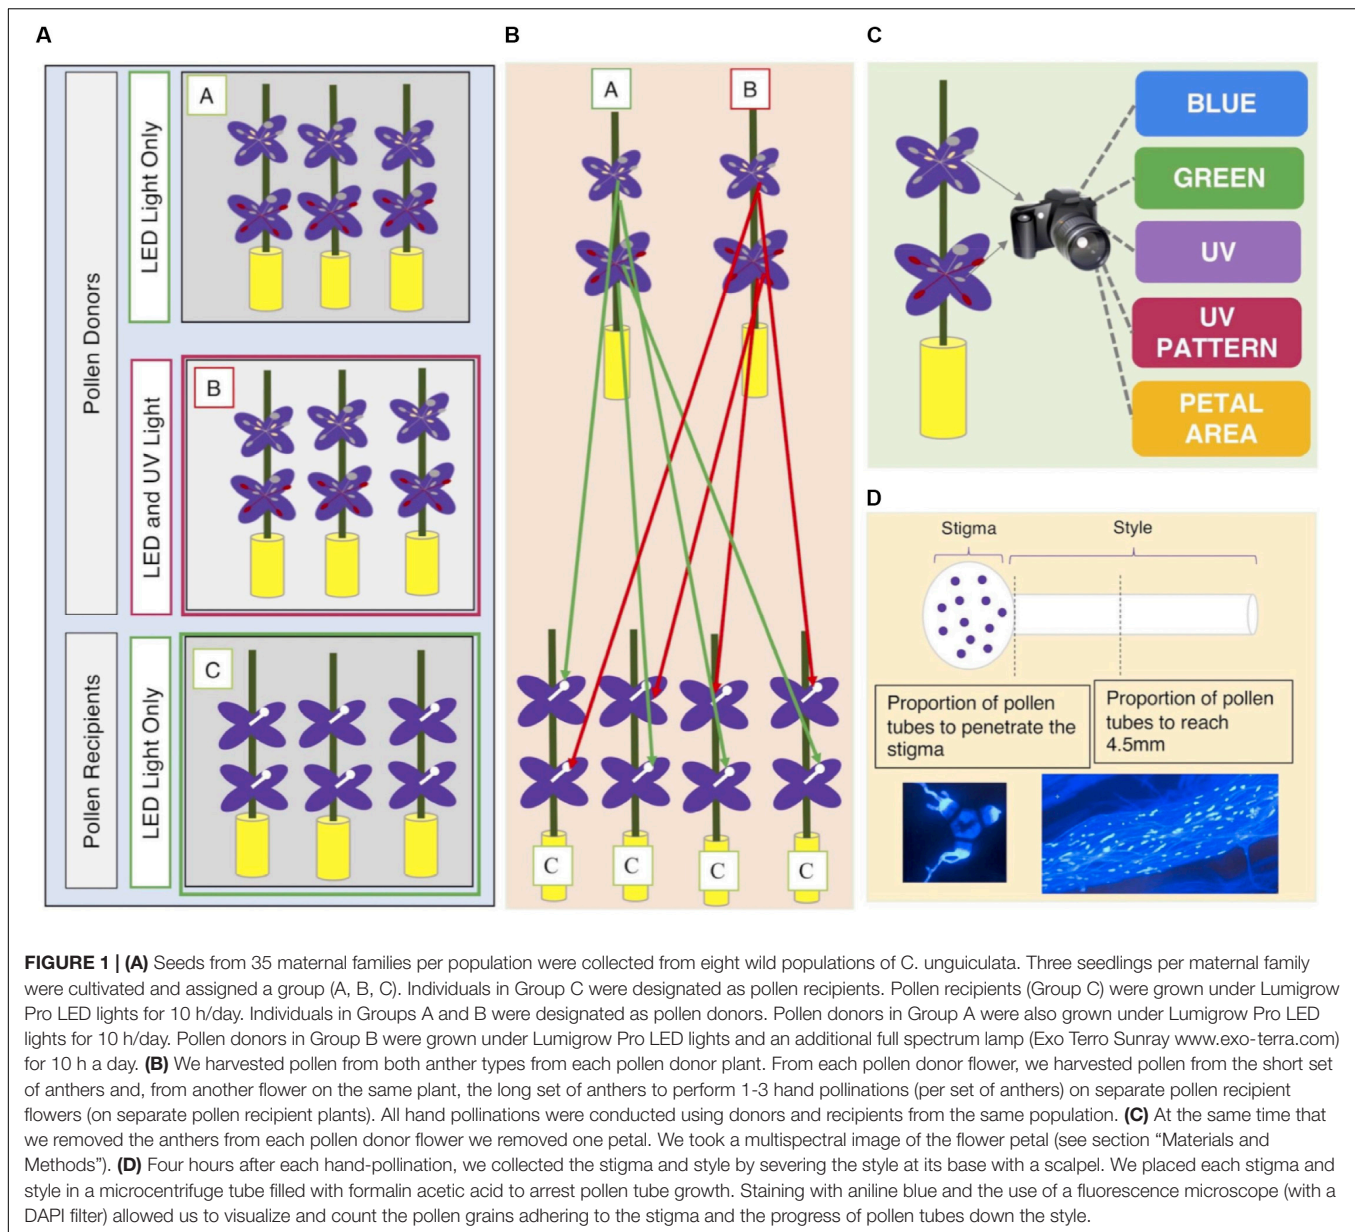 A
B
C
Pollen Donors
LED Light Only
A
LED and UV Light
B
Pollen Recipients
LED Light Only
C
A
B
C
C
C
C
BLUE
GREEN
UV
UV
PATTERN
PETAL
AREA
D
Stigma
Style
Proportion of pollen
tubes to penetrate the
stigma
Proportion of pollen
tubes to reach
4.5mm
FIGURE 1 | (A) Seeds from 35 maternal families per population were collected from eight wild populations of C. unguiculata. Three seedlings per maternal family
were cultivated and assigned a group (A, B, C). Individuals in Group C were designated as pollen recipients. Pollen recipients (Group C) were grown under Lumigrow
Pro LED lights for 10 h/day. Individuals in Groups A and B were designated as pollen donors. Pollen donors in Group A were also grown under Lumigrow Pro LED
lights for 10 h/day. Pollen donors in Group B were grown under Lumigrow Pro LED lights and an additional full spectrum lamp (Exo Terro Sunray www.exo-terra.com)
for 10 h a day. (B) We harvested pollen from both anther types from each pollen donor plant. From each pollen donor flower, we harvested pollen from the short set
of anthers and, from another flower on the same plant, the long set of anthers to perform 1-3 hand pollinations (per set of anthers) on separate pollen recipient
flowers (on separate pollen recipient plants). All hand pollinations were conducted using donors and recipients from the same population. (C) At the same time that
we removed the anthers from each pollen donor flower we removed one petal. We took a multispectral image of the flower petal (see section “Materials and
Methods”). (D) Four hours after each hand-pollination, we collected the stigma and style by severing the style at its base with a scalpel. We placed each stigma and
style in a microcentrifuge tube filled with formalin acetic acid to arrest pollen tube growth. Staining with aniline blue and the use of a fluorescence microscope (with a
DAPI filter) allowed us to visualize and count the pollen grains adhering to the stigma and the progress of pollen tubes down the style.